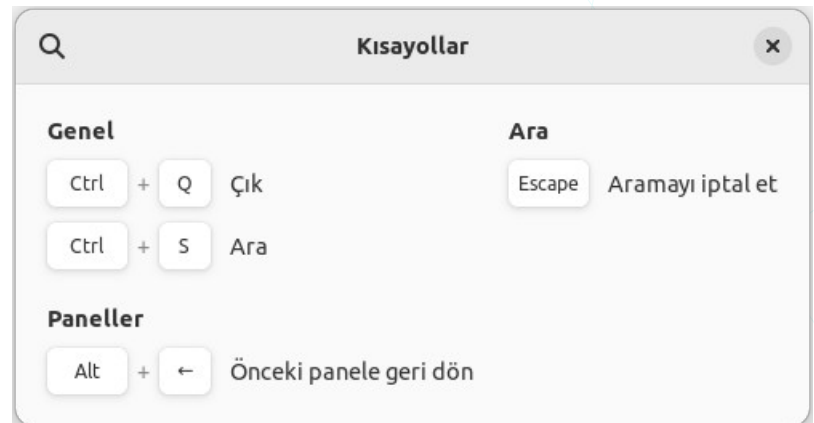 Kısayollar
Genel
Ctrl + Q Çık
Ctrl + S Ara
Paneller
Alt + ← Önceki panele geri dön
Ara
Escape Aramayı iptal et